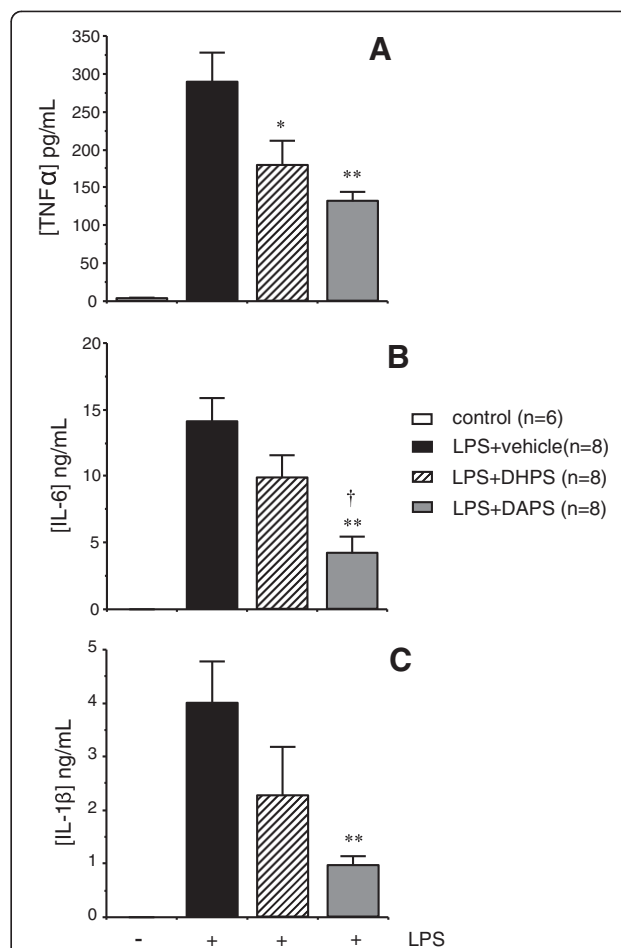 A
[TNFα] pg/mL
350
300
250
200
150
100
50
0
*
**
B
[IL-6] ng/mL
20
15
10
5
0
†
**
control (n=6)
LPS+vehicle(n=8)
LPS+DHPS (n=8)
LPS+DAPS (n=8)
C
[IL-1β] ng/mL
5
4
3
2
1
0
**
- + + + LPS